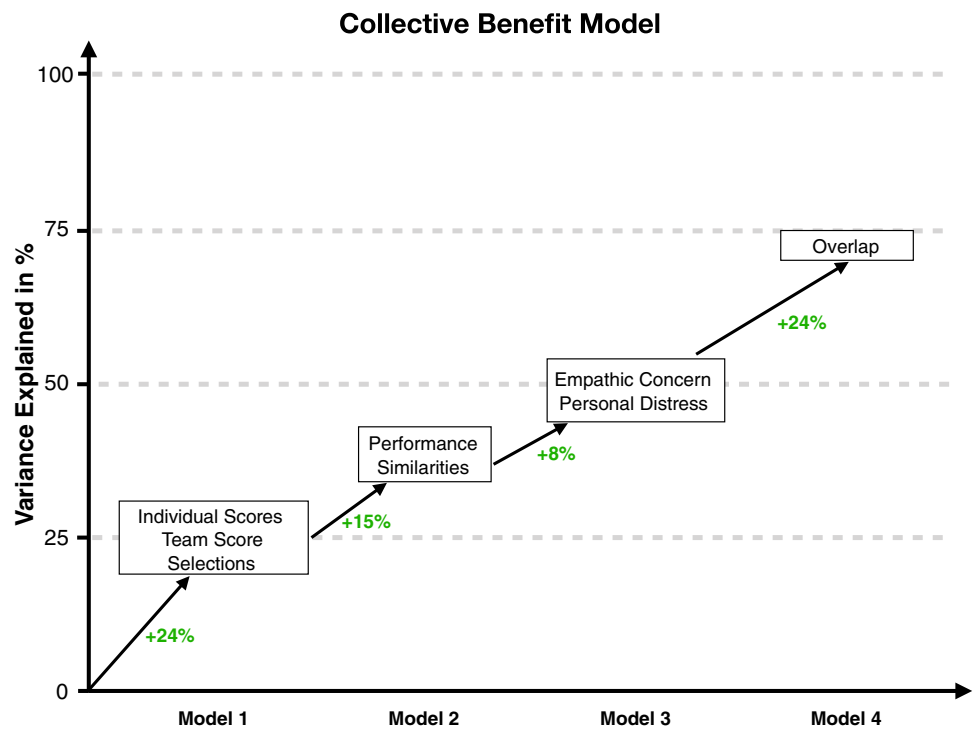 Collective Benefit Model
Variance Explained in %
100
75
50
25
0
Overlap
+24%
Empathic Concern
Personal Distress
+8%
Performance
Similarities
+15%
Individual Scores
Team Score
Selections
+24%
Model 1
Model 2
Model 3
Model 4